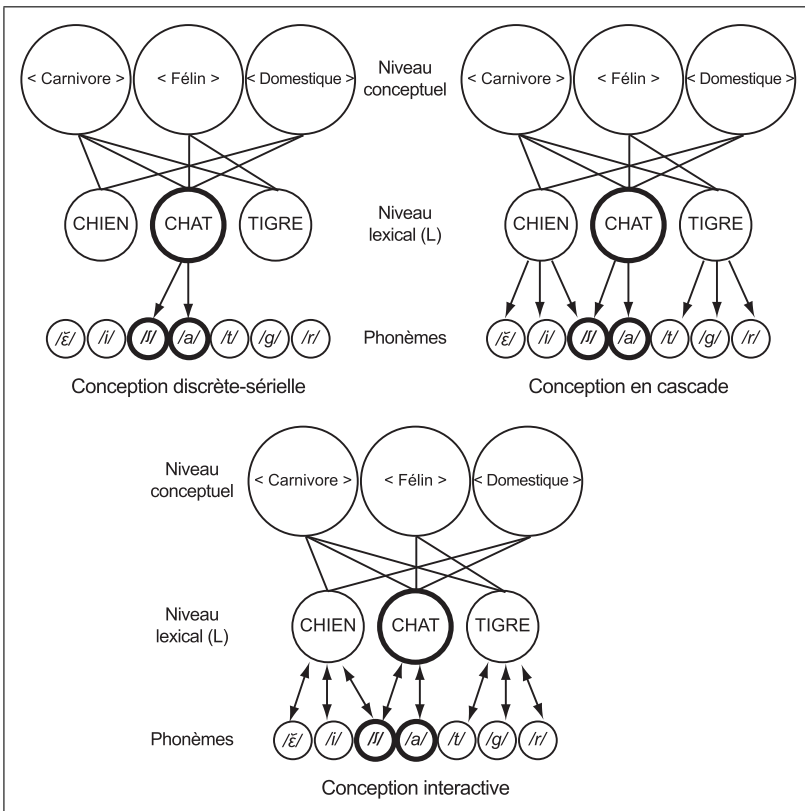 < Carnivore > < Félin > < Domestique >
Niveau
conceptuel
< Carnivore > < Félin > < Domestique >
CHIEN CHAT TIGRE
Niveau
lexical (L)
CHIEN CHAT TIGRE
/ɛ̃/ /i/ /ʃ/ /a/ /t/ /g/ /r/
Phonèmes
/ɛ̃/ /i/ /ʃ/ /a/ /t/ /g/ /r/
Conception discrète-sérielle
Conception en cascade
Niveau
conceptuel
< Carnivore > < Félin > < Domestique >
Niveau
lexical (L)
CHIEN CHAT TIGRE
Phonèmes
/ɛ̃/ /i/ /ʃ/ /a/ /t/ /g/ /r/
Conception interactive